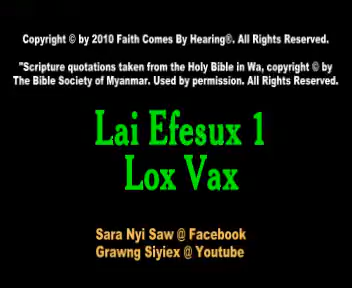 Copyright © by 2010 Faith Comes By Hearing®. All Rights Reserved.
"Scripture quotations taken from the Holy Bible in Wa, copyright © by
The Bible Society of Myanmar. Used by permission. All Rights Reserved.
Lai Efesux 1
Lox Vax
Sara Nyi Saw @ Facebook
Grawng Siyiex @ Youtube